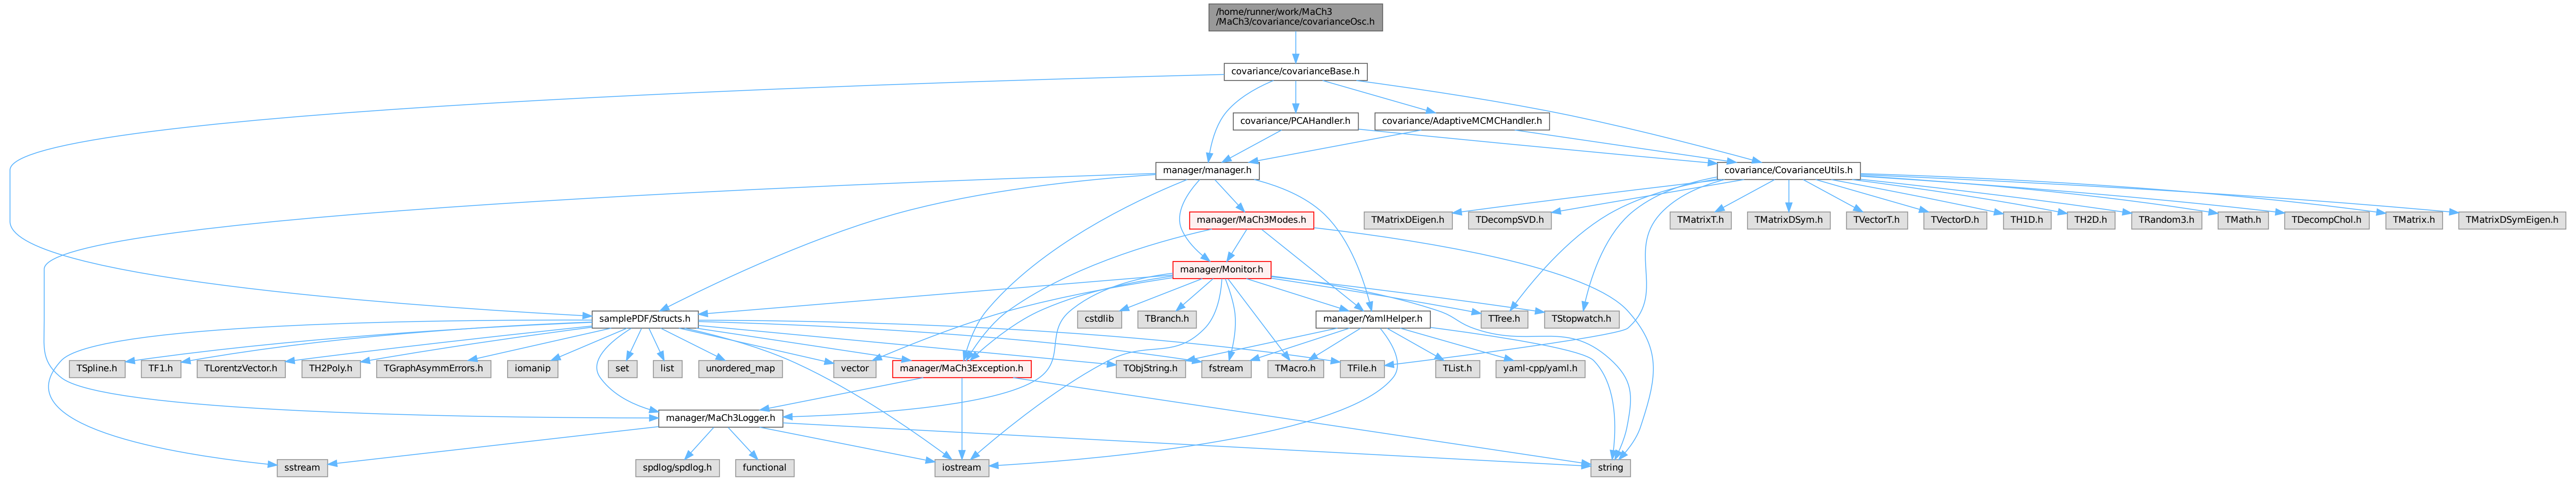 /home/runner/work/MaCh3
/MaCh3/covariance/covarianceOsc.h
covariance/covarianceBase.h
covariance/PCAHandler.h
covariance/AdaptiveMCMCHandler.h
manager/manager.h
covariance/CovarianceUtils.h
manager/MaCh3Modes.h
TMatrixDEigen.h
TDecompSVD.h
TMatrixT.h
TMatrixDSym.h
TVectorT.h
TVectorD.h
TH1D.h
TH2D.h
TRandom3.h
TMath.h
TDecompChol.h
TMatrix.h
TMatrixDSymEigen.h
manager/Monitor.h
samplePDF/Structs.h
cstdlib
TBranch.h
manager/YamlHelper.h
TTree.h
TStopwatch.h
TSpline.h
TF1.h
TLorentzVector.h
TH2Poly.h
TGraphAsymmErrors.h
iomanip
set
list
unordered_map
vector
manager/MaCh3Exception.h
TObjString.h
fstream
TMacro.h
TFile.h
TList.h
yaml-cpp/yaml.h
manager/MaCh3Logger.h
sstream
spdlog/spdlog.h
functional
iostream
string